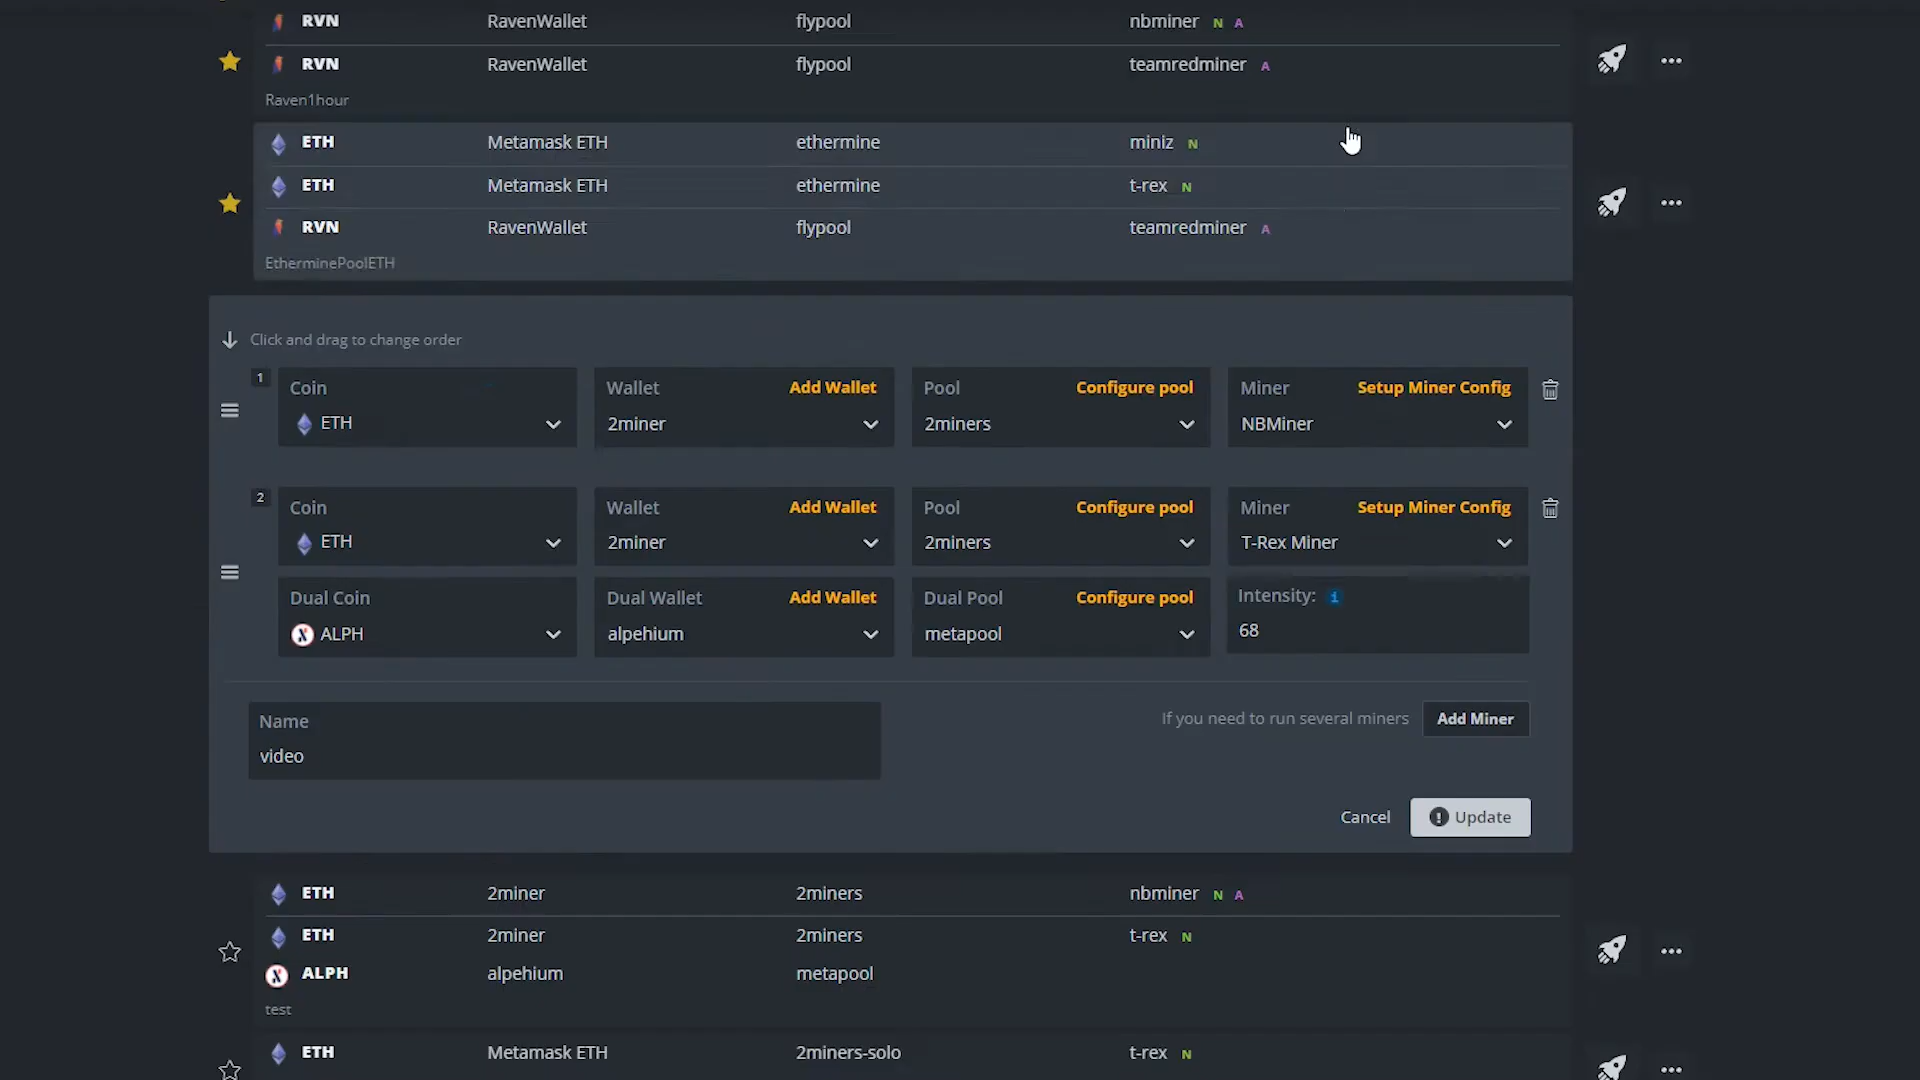 RVN RavenWallet flypool nbminer N A
RVN RavenWallet flypool teamredminer A
Raven1hour
ETH Metamask ETH ethermine miniz N
ETH Metamask ETH ethermine t-rex N
RVN RavenWallet flypool teamredminer A
EtherminePoolETH
Click and drag to change order
1
Coin Wallet Add Wallet Pool Configure pool Miner Setup Miner Config
ETH 2miner 2miners NBMiner
2
Coin Wallet Add Wallet Pool Configure pool Miner Setup Miner Config
ETH 2miner 2miners T-Rex Miner
Dual Coin Dual Wallet Add Wallet Dual Pool Configure pool Intensity: i
ALPH alpehium metapool 68
Name
video
If you need to run several miners Add Miner
Cancel Update
ETH 2miner 2miners nbminer N A
ETH 2miner 2miners t-rex N
ALPH alpehium metapool
test
ETH Metamask ETH 2miners-solo t-rex N